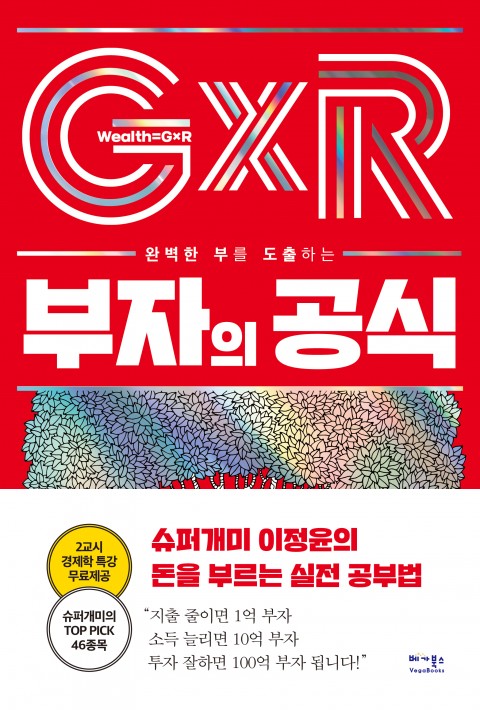 G×R
Wealth=G×R
완벽한 부를 도출하는
부자의 공식
2교시
경제학 특강
무료제공
슈퍼개미 이정윤의
돈을 부르는 실전 공부법
슈퍼개미의
TOP PICK
46종목
“지출 줄이면 1억 부자
소득 늘리면 10억 부자
투자 잘하면 100억 부자 됩니다!”
베가북스
VegaBooks